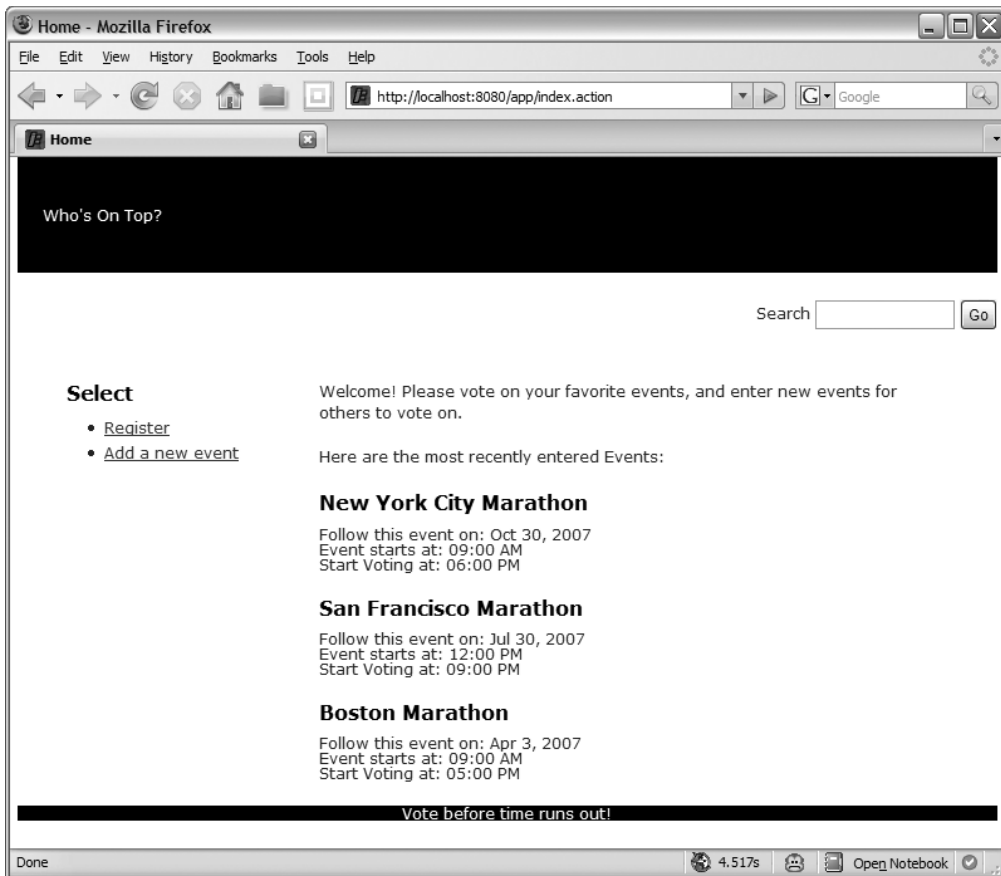 Home - Mozilla Firefox
File Edit View History Bookmarks Tools Help
http://localhost:8080/app/index.action
G Google
Home
Who's On Top?
Search Go
Select
Register
Add a new event
Welcome! Please vote on your favorite events, and enter new events for
others to vote on.
Here are the most recently entered Events:
New York City Marathon
Follow this event on: Oct 30, 2007
Event starts at: 09:00 AM
Start Voting at: 06:00 PM
San Francisco Marathon
Follow this event on: Jul 30, 2007
Event starts at: 12:00 PM
Start Voting at: 09:00 PM
Boston Marathon
Follow this event on: Apr 3, 2007
Event starts at: 09:00 AM
Start Voting at: 05:00 PM
Vote before time runs out!
Done 4.517s Open Notebook